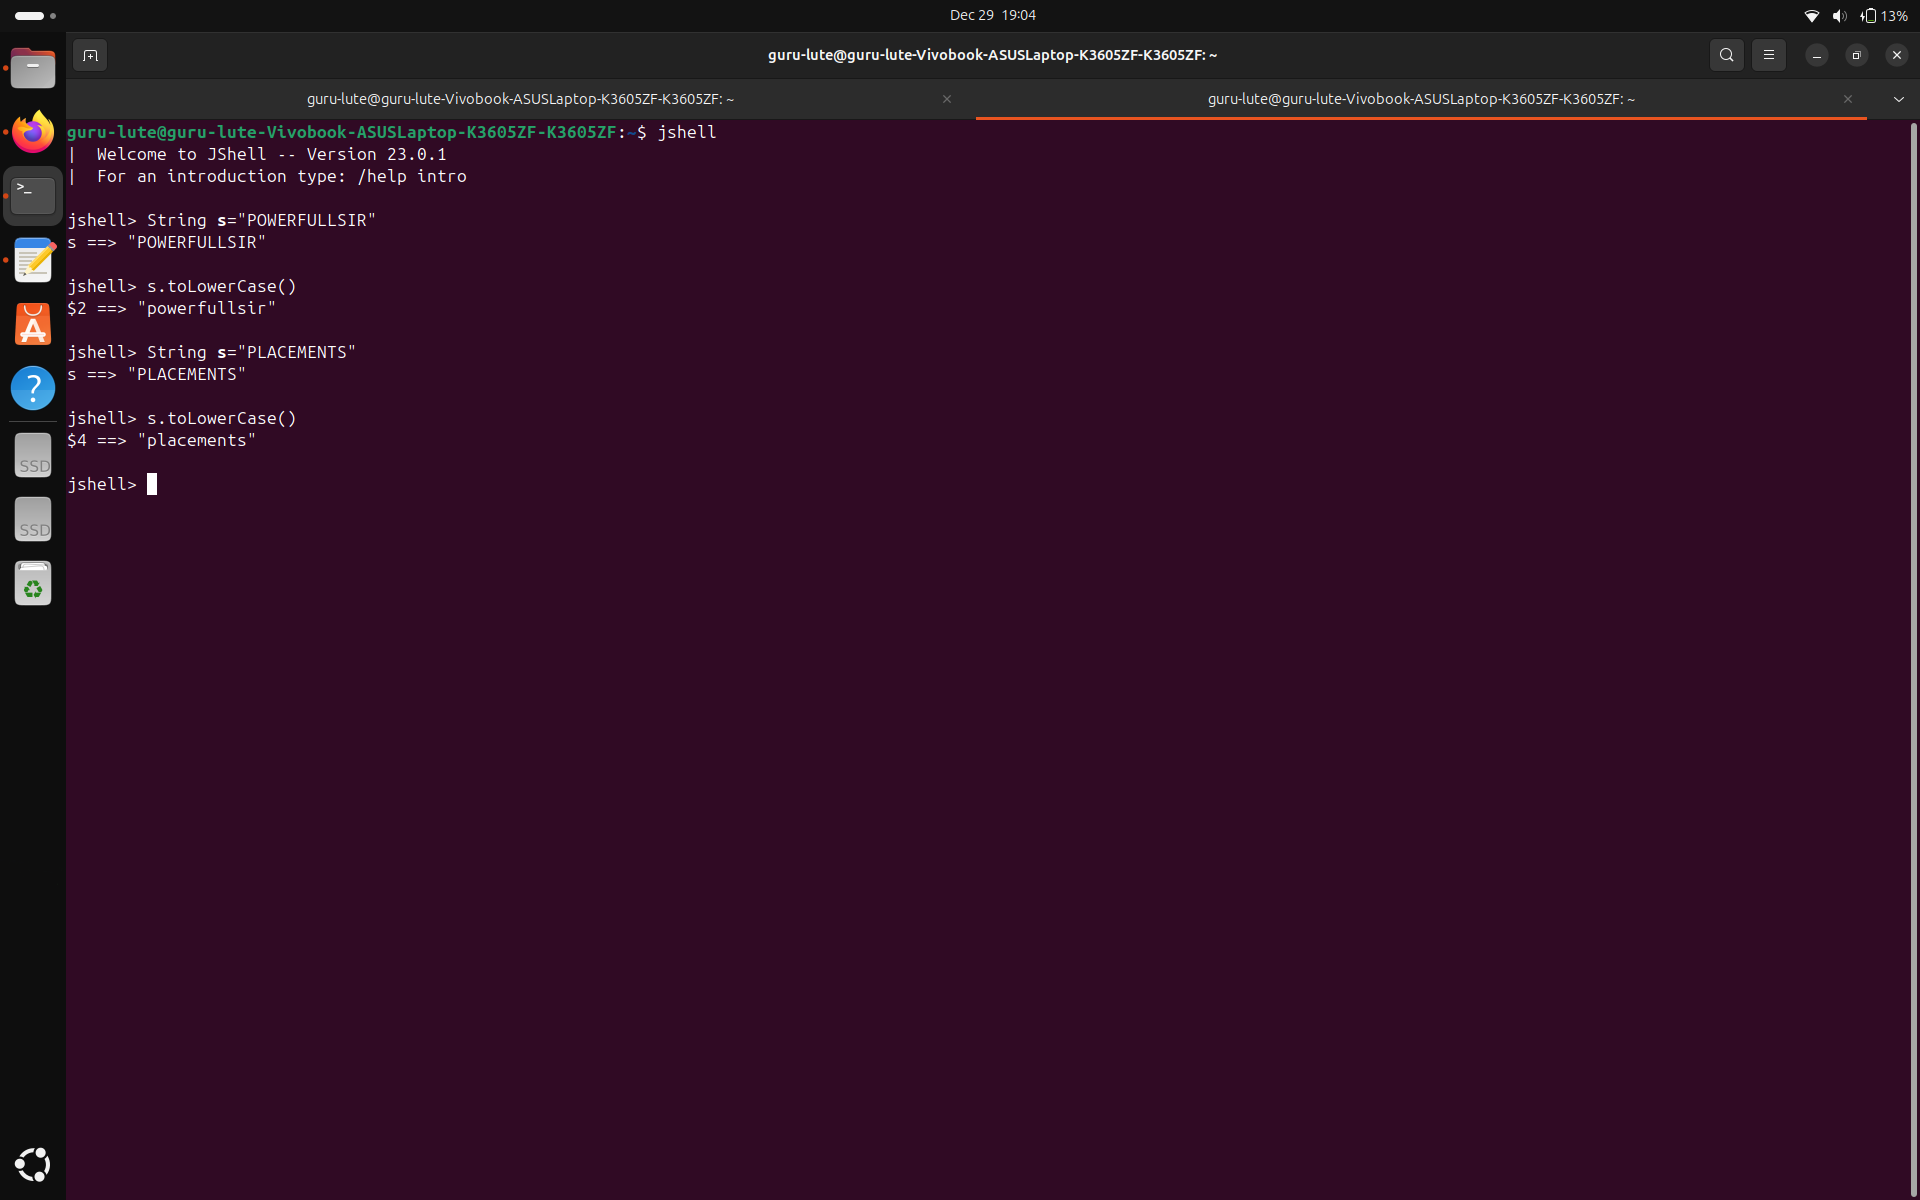 Dec 29 19:04
13%
guru-lute@guru-lute-Vivobook-ASUSLaptop-K3605ZF-K3605ZF: ~
guru-lute@guru-lute-Vivobook-ASUSLaptop-K3605ZF-K3605ZF: ~
guru-lute@guru-lute-Vivobook-ASUSLaptop-K3605ZF-K3605ZF: ~
guru-lute@guru-lute-Vivobook-ASUSLaptop-K3605ZF-K3605ZF:~$ jshell
|  Welcome to JShell -- Version 23.0.1
|  For an introduction type: /help intro
jshell> String s="POWERFULLSIR"
s ==> "POWERFULLSIR"
jshell> s.toLowerCase()
$2 ==> "powerfullsir"
jshell> String s="PLACEMENTS"
s ==> "PLACEMENTS"
jshell> s.toLowerCase()
$4 ==> "placements"
jshell>
SSD
SSD